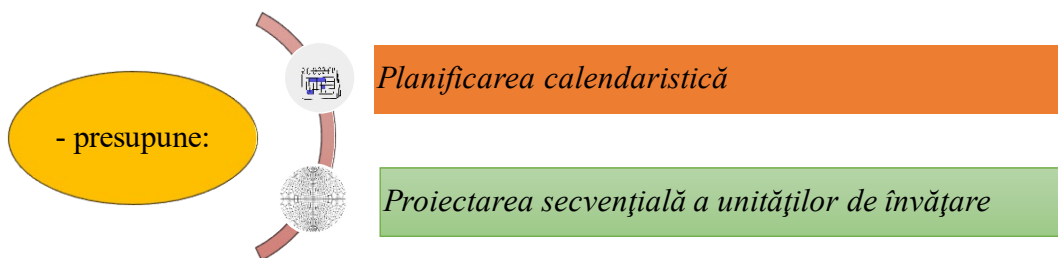 - presupune:
Planificarea calendaristică
Proiectarea secvenţială a unităţilor de învăţare